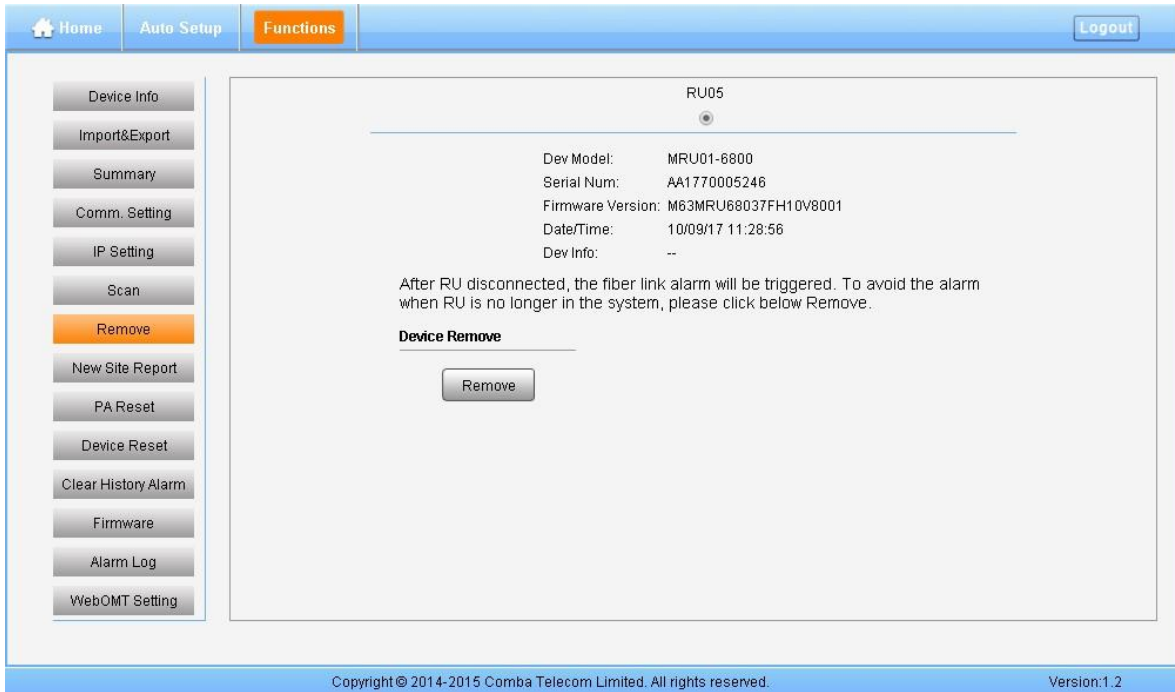 Home Auto Setup Functions Logout
Device Info
Import&Export
Summary
Comm. Setting
IP Setting
Scan
Remove
New Site Report
PA Reset
Device Reset
Clear History Alarm
Firmware
Alarm Log
WebOMT Setting
RU05
Dev Model: MRU01-6800
Serial Num: AA1770005246
Firmware Version: M63MRU68037FH10V8001
Date/Time: 10/09/17 11:28:56
Dev Info: --
After RU disconnected, the fiber link alarm will be triggered. To avoid the alarm
when RU is no longer in the system, please click below Remove.
Device Remove
Remove
Copyright © 2014-2015 Comba Telecom Limited. All rights reserved. Version:1.2